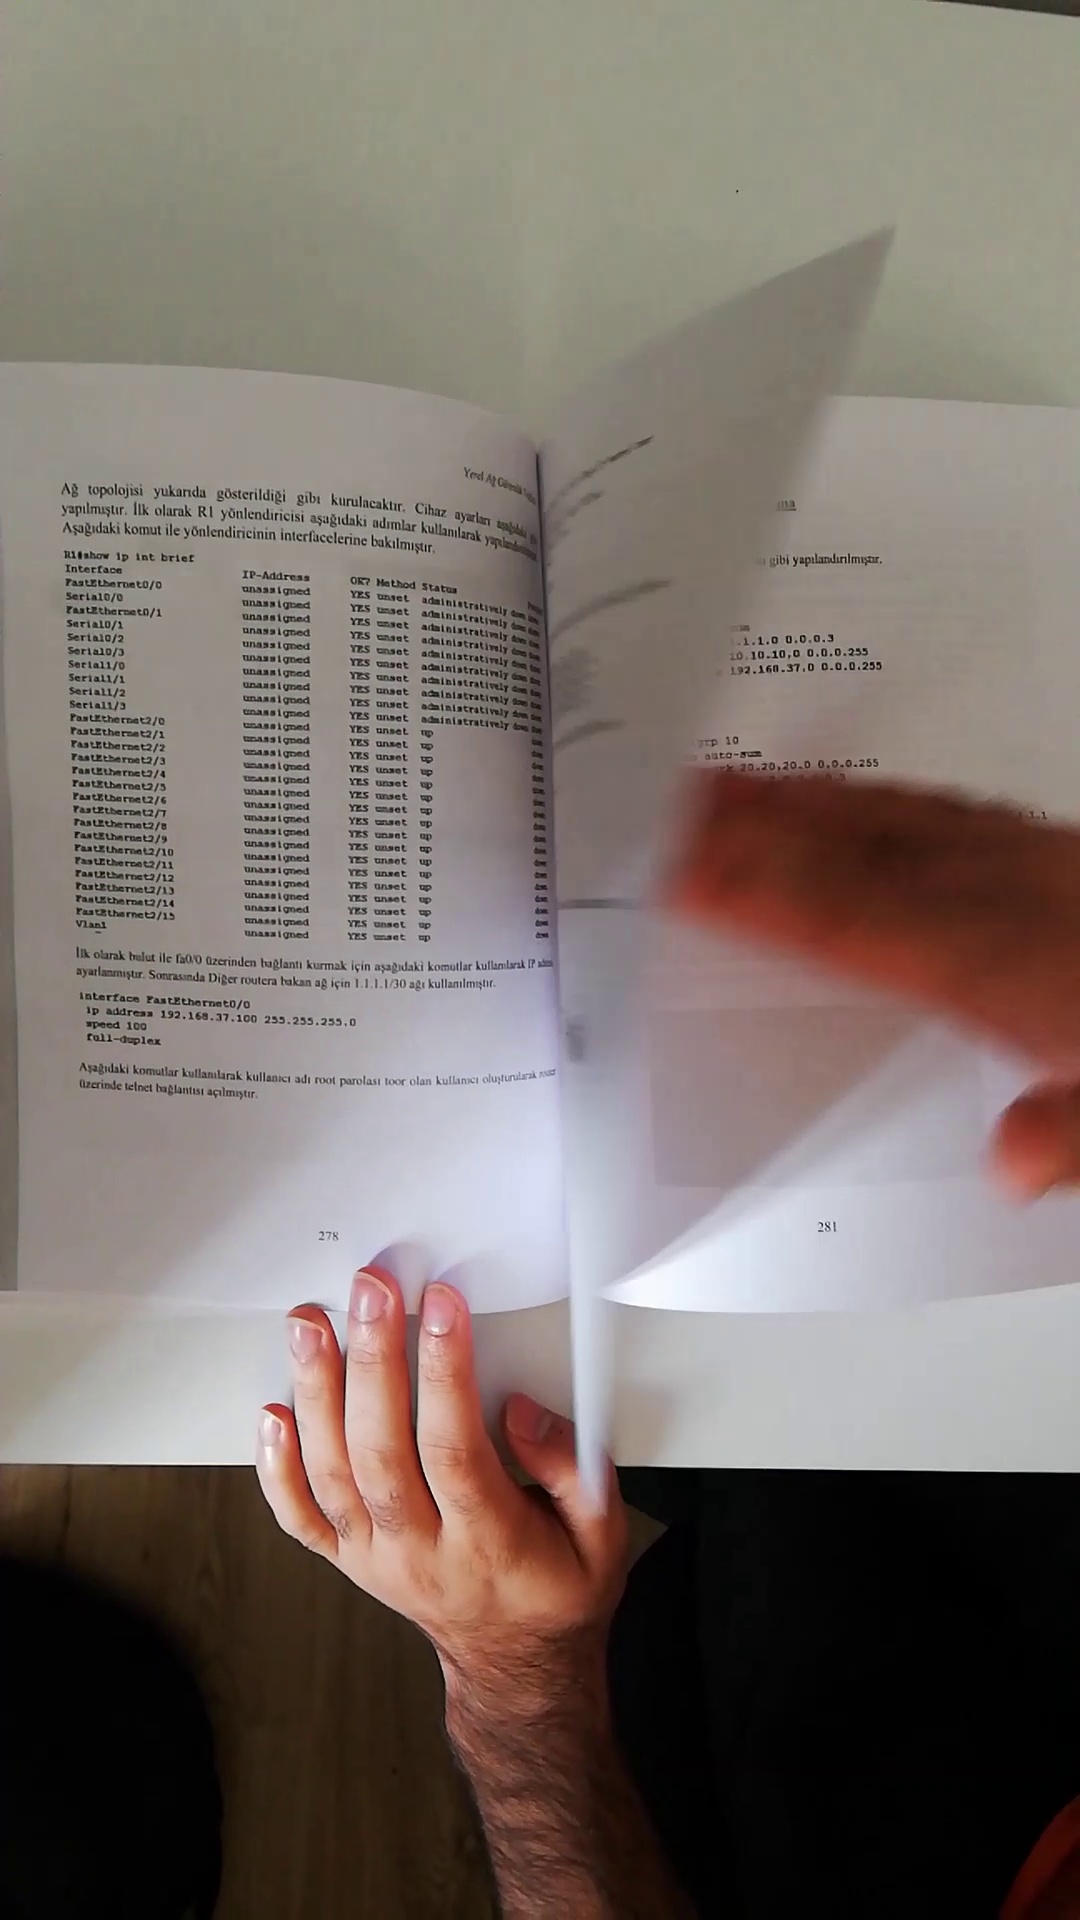 Yerel Ağ Güvenlik
Ağ topolojisi yukarıda gösterildiği gibi kurulacaktır. Cihaz ayarları aşağıdaki gibi
yapılmıştır. İlk olarak R1 yönlendiricisi aşağıdaki adımlar kullanılarak yapılandırılmıştır.
Aşağıdaki komut ile yönlendiricinin interfacelerine bakılmıştır.
R1#show ip int brief
Interface IP-Address OK? Method Status
FastEthernet0/0 unassigned YES unset administratively down down
Serial0/0 unassigned YES unset administratively down down
FastEthernet0/1 unassigned YES unset administratively down down
Serial0/1 unassigned YES unset administratively down down
Serial0/2 unassigned YES unset administratively down down
Serial0/3 unassigned YES unset administratively down down
Serial1/0 unassigned YES unset administratively down down
Serial1/1 unassigned YES unset administratively down down
Serial1/2 unassigned YES unset administratively down down
Serial1/3 unassigned YES unset administratively down down
FastEthernet2/0 unassigned YES unset up down
FastEthernet2/1 unassigned YES unset up down
FastEthernet2/2 unassigned YES unset up down
FastEthernet2/3 unassigned YES unset up down
FastEthernet2/4 unassigned YES unset up down
FastEthernet2/5 unassigned YES unset up down
FastEthernet2/6 unassigned YES unset up down
FastEthernet2/7 unassigned YES unset up down
FastEthernet2/8 unassigned YES unset up down
FastEthernet2/9 unassigned YES unset up down
FastEthernet2/10 unassigned YES unset up down
FastEthernet2/11 unassigned YES unset up down
FastEthernet2/12 unassigned YES unset up down
FastEthernet2/13 unassigned YES unset up down
FastEthernet2/14 unassigned YES unset up down
FastEthernet2/15 unassigned YES unset up down
Vlan1 unassigned YES unset up down
İlk olarak bulut ile fa0/0 üzerinden bağlantı kurmak için aşağıdaki komutlar kullanılarak IP adresi
ayarlanmıştır. Sonrasında Diğer routera bakan ağ için 1.1.1.1/30 ağı kullanılmıştır.
interface FastEthernet0/0
ip address 192.168.37.100 255.255.255.0
speed 100
full-duplex
Aşağıdaki komutlar kullanılarak kullanıcı adı root parolası toor olan kullanıcı oluşturularak router
üzerinde telnet bağlantısı açılmıştır.
278
gibi yapılandırılmıştır.
.1.1.0 0.0.0.3
10.10.10.0 0.0.0.255
192.168.37.0 0.0.0.255
10
auto-sum
20.20.20.0 0.0.0.255
281